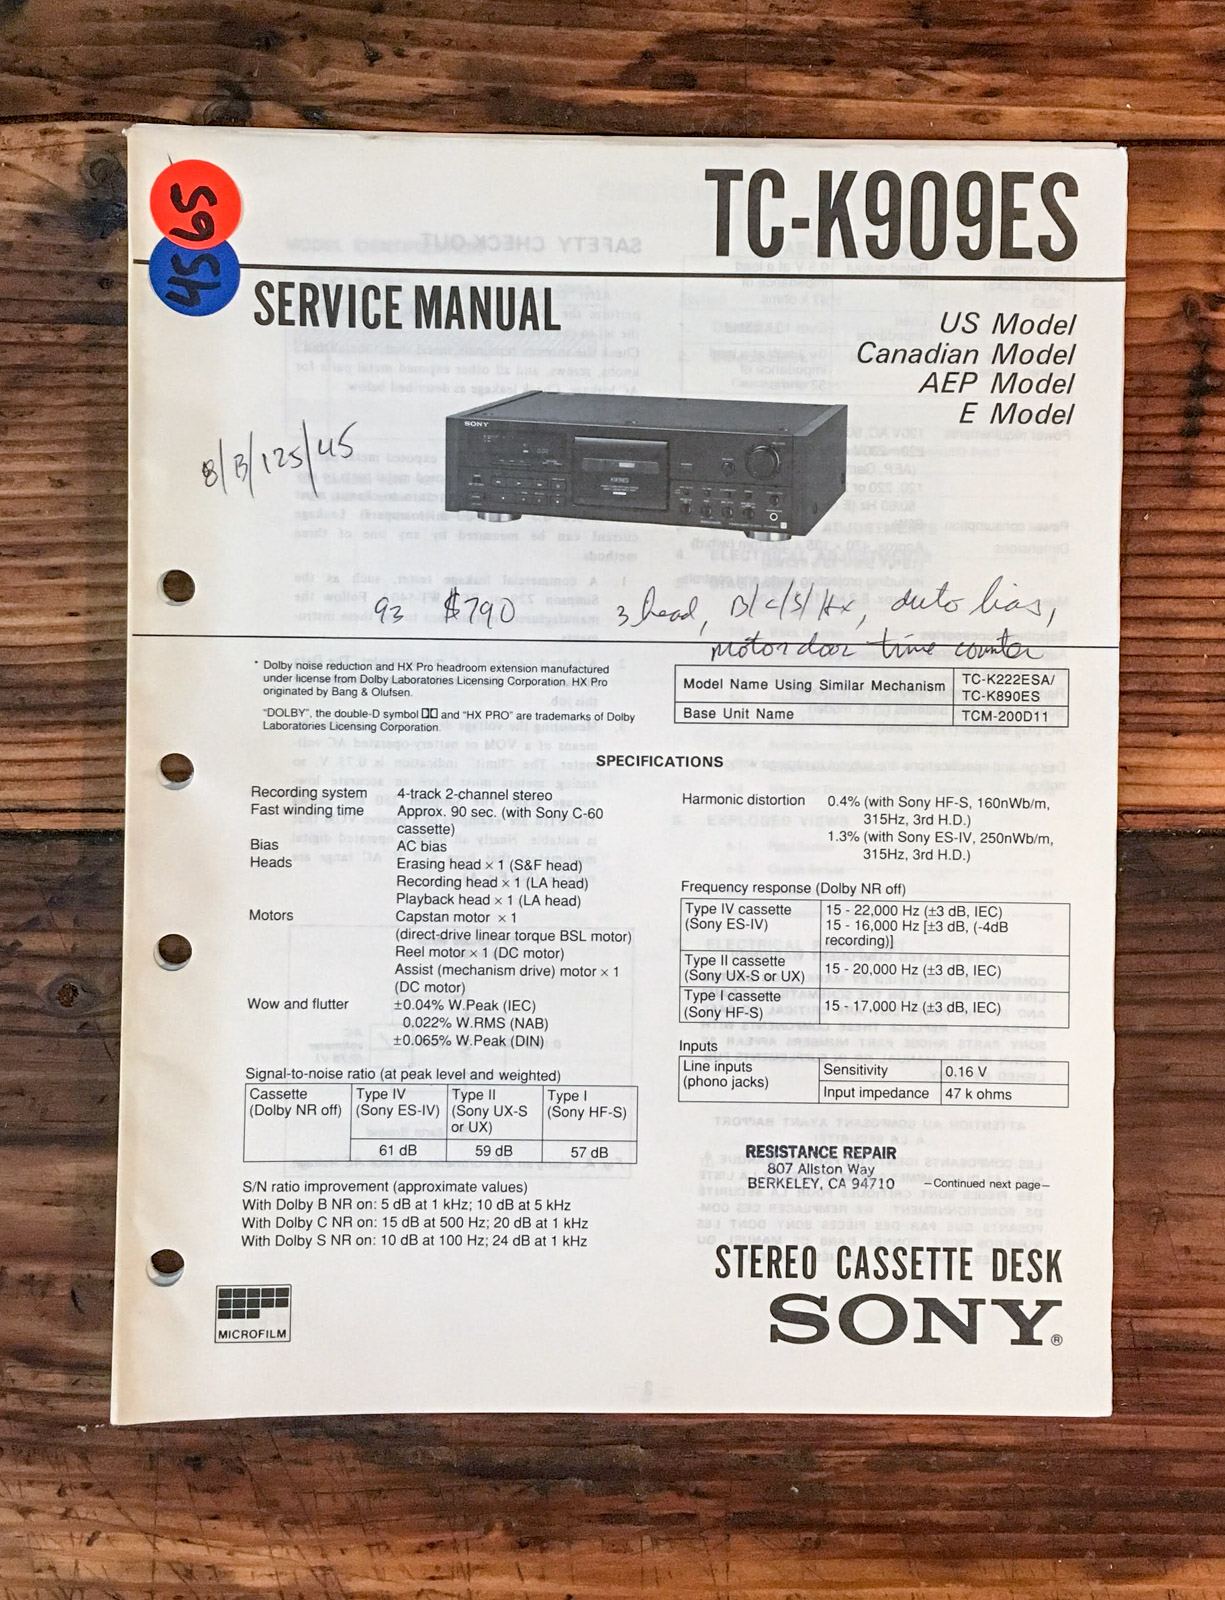 65
45
TC-K909ES
SERVICE MANUAL
US Model
Canadian Model
AEP Model
E Model
8/B/125/45
SONY
93 $790 3 head, B/C/S/Hx, auto bias,
motor door time counter
* Dolby noise reduction and HX Pro headroom extension manufactured
under license from Dolby Laboratories Licensing Corporation. HX Pro
originated by Bang & Olufsen.
"DOLBY", the double-D symbol and "HX PRO" are trademarks of Dolby
Laboratories Licensing Corporation.
Model Name Using Similar Mechanism TC-K222ESA/
TC-K890ES
Base Unit Name TCM-200D11
SPECIFICATIONS
Recording system 4-track 2-channel stereo
Fast winding time Approx. 90 sec. (with Sony C-60
cassette)
Bias AC bias
Heads Erasing head × 1 (S&F head)
Recording head × 1 (LA head)
Playback head × 1 (LA head)
Motors Capstan motor × 1
(direct-drive linear torque BSL motor)
Reel motor × 1 (DC motor)
Assist (mechanism drive) motor × 1
(DC motor)
Wow and flutter ±0.04% W.Peak (IEC)
0.022% W.RMS (NAB)
±0.065% W.Peak (DIN)
Signal-to-noise ratio (at peak level and weighted)
Cassette Type IV Type II Type I
(Dolby NR off) (Sony ES-IV) (Sony UX-S (Sony HF-S)
or UX)
61 dB 59 dB 57 dB
S/N ratio improvement (approximate values)
With Dolby B NR on: 5 dB at 1 kHz; 10 dB at 5 kHz
With Dolby C NR on: 15 dB at 500 Hz; 20 dB at 1 kHz
With Dolby S NR on: 10 dB at 100 Hz; 24 dB at 1 kHz
Harmonic distortion 0.4% (with Sony HF-S, 160nWb/m,
315Hz, 3rd H.D.)
1.3% (with Sony ES-IV, 250nWb/m,
315Hz, 3rd H.D.)
Frequency response (Dolby NR off)
Type IV cassette 15 - 22,000 Hz (±3 dB, IEC)
(Sony ES-IV) 15 - 16,000 Hz [±3 dB, (-4dB
recording)]
Type II cassette
(Sony UX-S or UX) 15 - 20,000 Hz (±3 dB, IEC)
Type I cassette
(Sony HF-S) 15 - 17,000 Hz (±3 dB, IEC)
Inputs
Line inputs Sensitivity 0.16 V
(phono jacks) Input impedance 47 k ohms
RESISTANCE REPAIR
807 Allston Way
BERKELEY, CA 94710
—Continued next page—
STEREO CASSETTE DESK
SONY®
MICROFILM